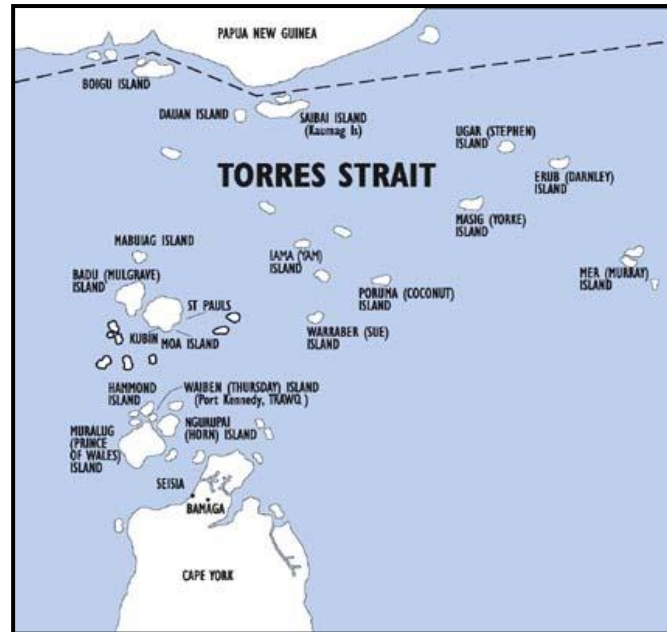 PAPUA NEW GUINEA
BOIGU ISLAND
DAUAN ISLAND
SAIBAI ISLAND
(Kaumag Is)
UGAR (STEPHEN)
ISLAND
TORRES STRAIT
ERUB (DARNLEY)
ISLAND
MASIG (YORKE)
ISLAND
MABUIAG ISLAND
IAMA (YAM)
ISLAND
BADU (MULGRAVE)
ISLAND
MER (MURRAY)
ISLAND
PORUMA (COCONUT)
ISLAND
ST PAULS
WARRABER (SUE)
ISLAND
KUBIN
MOA ISLAND
HAMMOND
ISLAND
WAIBEN (THURSDAY) ISLAND
(Port Kennedy, TRAWQ)
NGURUPAI
(HORN) ISLAND
MURALUG
(PRINCE
OF WALES)
ISLAND
SEISIA
BAMAGA
CAPE YORK